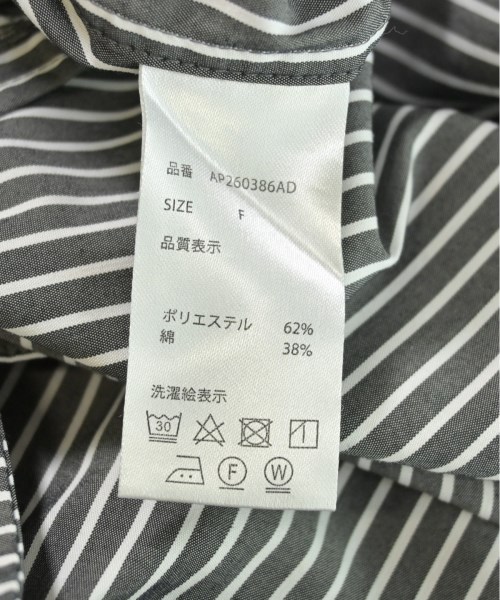 品番 AP260386AD
SIZE F
品質表示
ポリエステル 62%
綿 38%
洗濯絵表示
30
F W